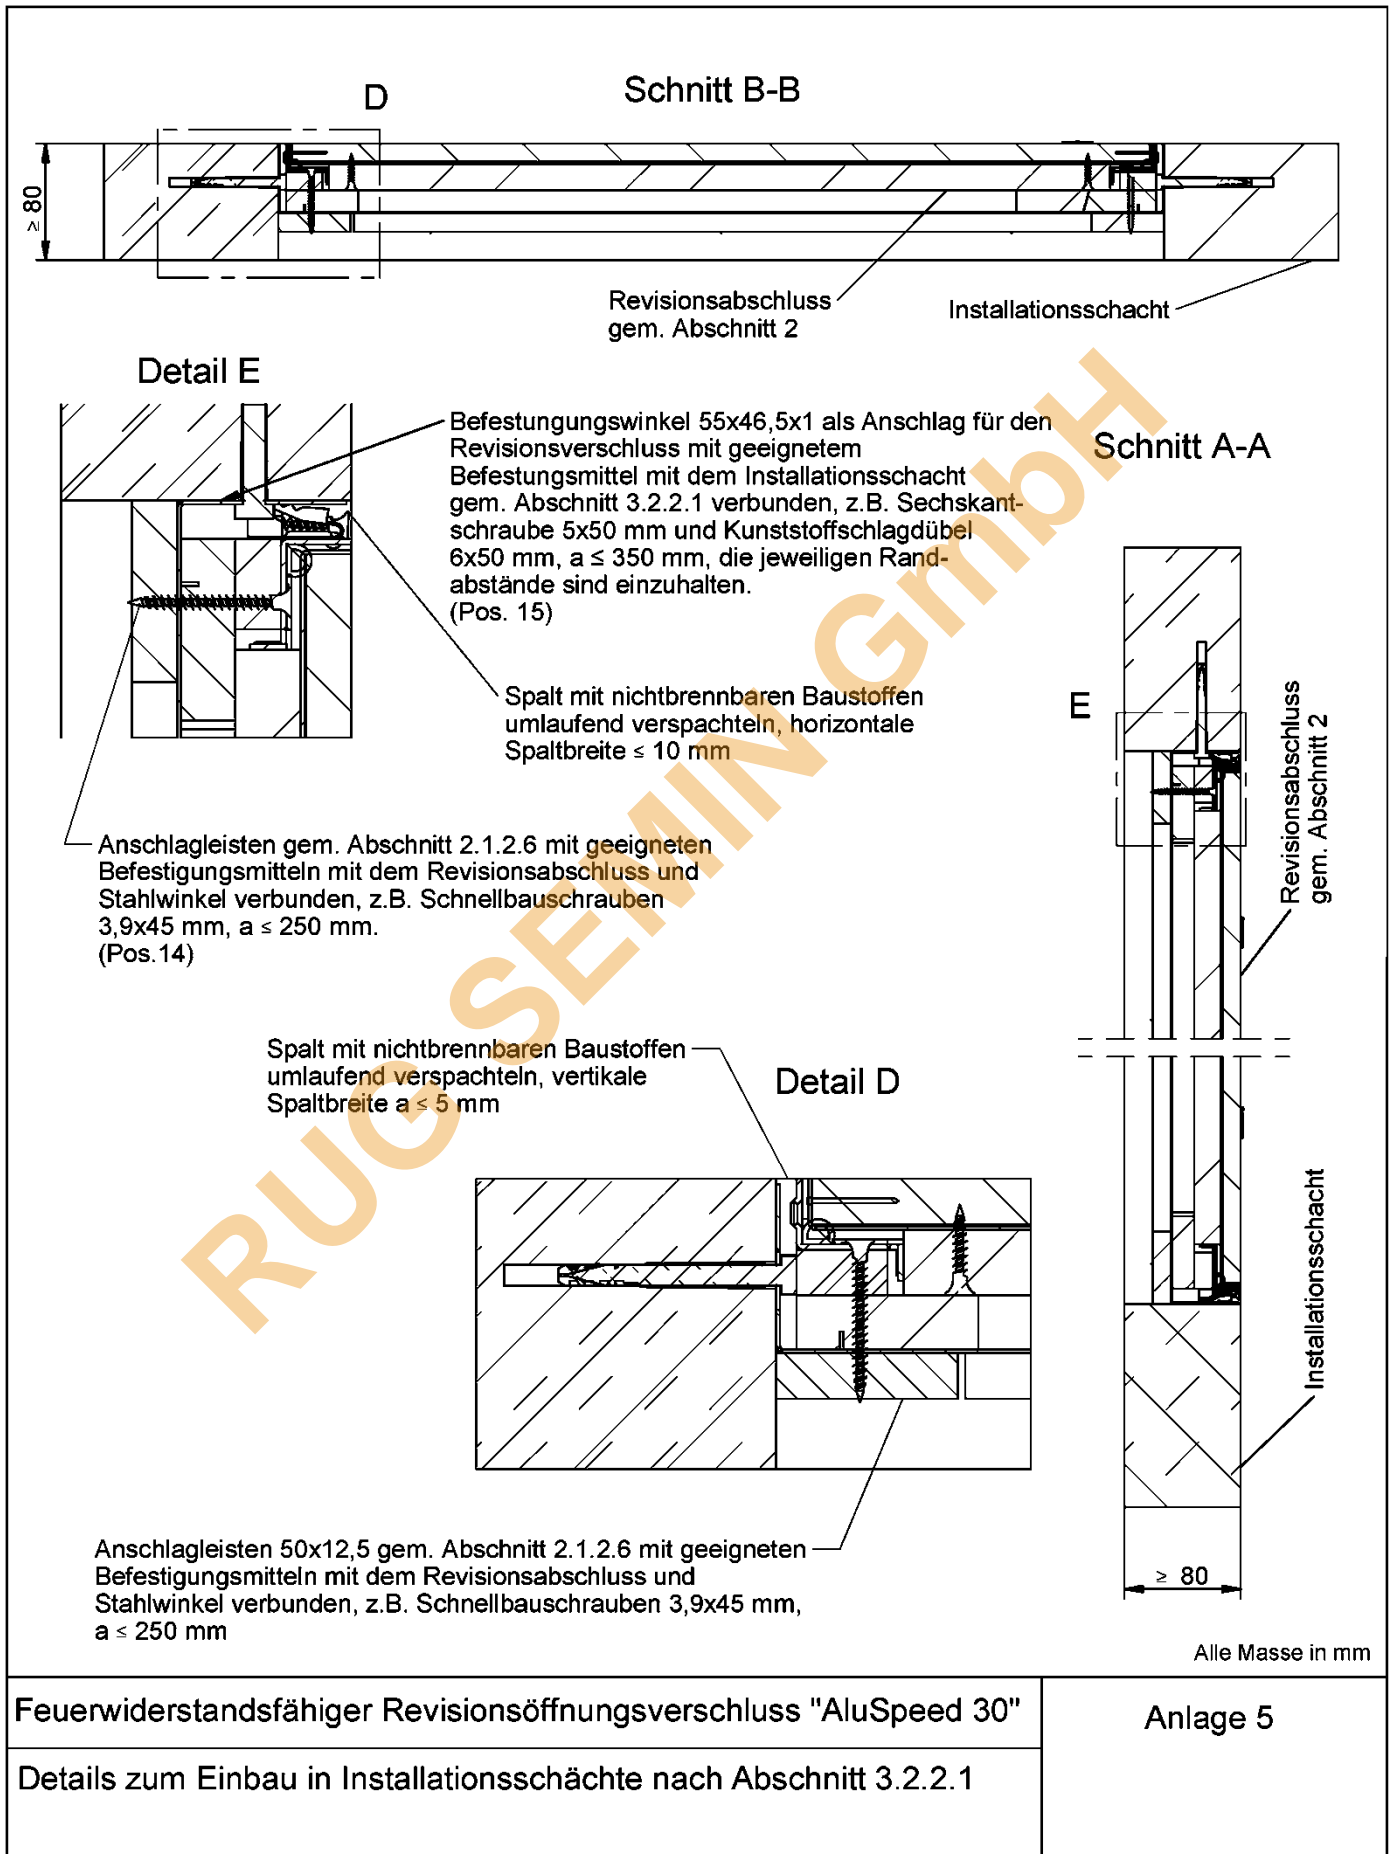 Schnitt B-B
D
≥ 80
Revisionsabschluss
gem. Abschnitt 2
Installationsschacht
Detail E
Befestungungswinkel 55x46,5x1 als Anschlag für den
Revisionsverschluss mit geeignetem
Befestungsmittel mit dem Installationsschacht
gem. Abschnitt 3.2.2.1 verbunden, z.B. Sechskant-
schraube 5x50 mm und Kunststoffschlagdübel
6x50 mm, a ≤ 350 mm, die jeweiligen Rand-
abstände sind einzuhalten.
(Pos. 15)
Schnitt A-A
Spalt mit nichtbrennbaren Baustoffen
umlaufend verspachteln, horizontale
Spaltbreite ≤ 10 mm
E
Revisionsabschluss
gem. Abschnitt 2
Anschlagleisten gem. Abschnitt 2.1.2.6 mit geeigneten
Befestigungsmitteln mit dem Revisionsabschluss und
Stahlwinkel verbunden, z.B. Schnellbauschrauben
3,9x45 mm, a ≤ 250 mm.
(Pos.14)
Spalt mit nichtbrennbaren Baustoffen
umlaufend verspachteln, vertikale
Spaltbreite a ≤ 5 mm
Detail D
Installationsschacht
Anschlagleisten 50x12,5 gem. Abschnitt 2.1.2.6 mit geeigneten
Befestigungsmitteln mit dem Revisionsabschluss und
Stahlwinkel verbunden, z.B. Schnellbauschrauben 3,9x45 mm,
a ≤ 250 mm
≥ 80
Alle Masse in mm
RUG SEMIN GmbH
Feuerwiderstandsfähiger Revisionsöffnungsverschluss "AluSpeed 30"
Anlage 5
Details zum Einbau in Installationsschächte nach Abschnitt 3.2.2.1